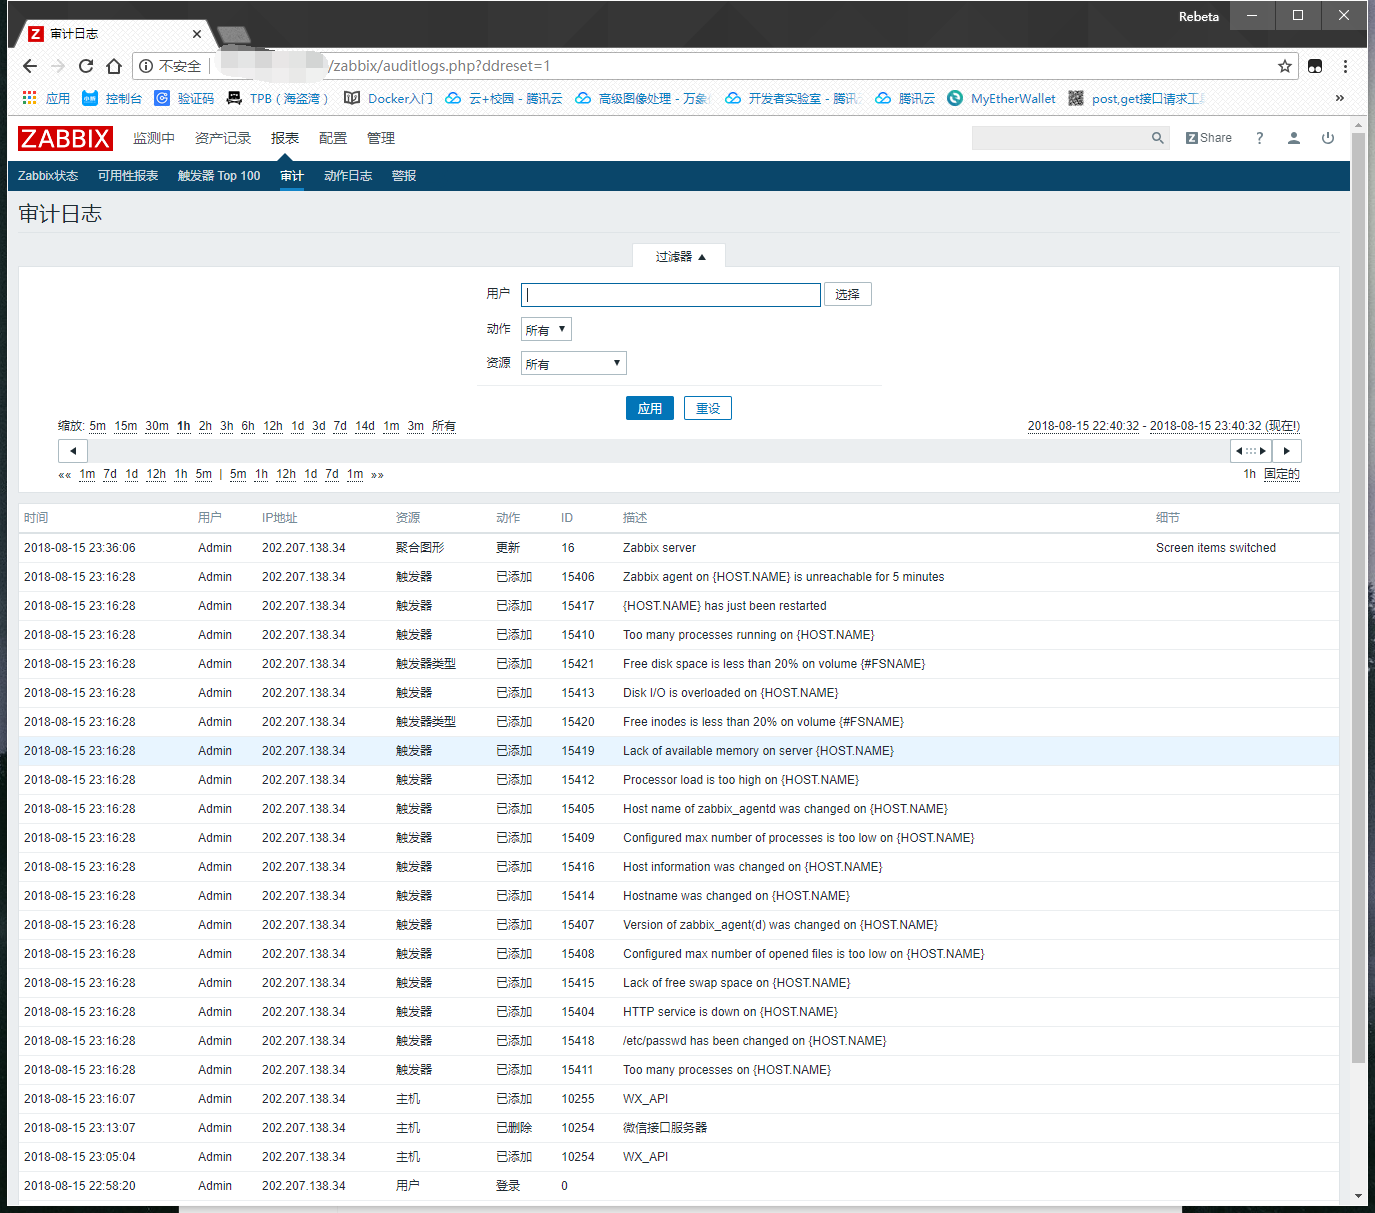 Rebeta
审计日志
不安全 /zabbix/auditlogs.php?ddreset=1
应用 控制台 验证码 TPB（海盗湾） Docker入门 云+校园 - 腾讯云 高级图像处理 - 万象 开发者实验室 - 腾讯 腾讯云 MyEtherWallet post,get接口请求工具 »
ZABBIX 监测中 资产记录 报表 配置 管理 Z Share ?
Zabbix状态 可用性报表 触发器 Top 100 审计 动作日志 警报
审计日志
过滤器 ▲
用户 选择
动作 所有
资源 所有
应用 重设
缩放: 5m 15m 30m 1h 2h 3h 6h 12h 1d 3d 7d 14d 1m 3m 所有 2018-08-15 22:40:32 - 2018-08-15 23:40:32 (现在!)
«« 1m 7d 1d 12h 1h 5m | 5m 1h 12h 1d 7d 1m »» 1h 固定的
时间 用户 IP地址 资源 动作 ID 描述 细节
2018-08-15 23:36:06 Admin 202.207.138.34 聚合图形 更新 16 Zabbix server Screen items switched
2018-08-15 23:16:28 Admin 202.207.138.34 触发器 已添加 15406 Zabbix agent on {HOST.NAME} is unreachable for 5 minutes
2018-08-15 23:16:28 Admin 202.207.138.34 触发器 已添加 15417 {HOST.NAME} has just been restarted
2018-08-15 23:16:28 Admin 202.207.138.34 触发器 已添加 15410 Too many processes running on {HOST.NAME}
2018-08-15 23:16:28 Admin 202.207.138.34 触发器类型 已添加 15421 Free disk space is less than 20% on volume {#FSNAME}
2018-08-15 23:16:28 Admin 202.207.138.34 触发器 已添加 15413 Disk I/O is overloaded on {HOST.NAME}
2018-08-15 23:16:28 Admin 202.207.138.34 触发器类型 已添加 15420 Free inodes is less than 20% on volume {#FSNAME}
2018-08-15 23:16:28 Admin 202.207.138.34 触发器 已添加 15419 Lack of available memory on server {HOST.NAME}
2018-08-15 23:16:28 Admin 202.207.138.34 触发器 已添加 15412 Processor load is too high on {HOST.NAME}
2018-08-15 23:16:28 Admin 202.207.138.34 触发器 已添加 15405 Host name of zabbix_agentd was changed on {HOST.NAME}
2018-08-15 23:16:28 Admin 202.207.138.34 触发器 已添加 15409 Configured max number of processes is too low on {HOST.NAME}
2018-08-15 23:16:28 Admin 202.207.138.34 触发器 已添加 15416 Host information was changed on {HOST.NAME}
2018-08-15 23:16:28 Admin 202.207.138.34 触发器 已添加 15414 Hostname was changed on {HOST.NAME}
2018-08-15 23:16:28 Admin 202.207.138.34 触发器 已添加 15407 Version of zabbix_agent(d) was changed on {HOST.NAME}
2018-08-15 23:16:28 Admin 202.207.138.34 触发器 已添加 15408 Configured max number of opened files is too low on {HOST.NAME}
2018-08-15 23:16:28 Admin 202.207.138.34 触发器 已添加 15415 Lack of free swap space on {HOST.NAME}
2018-08-15 23:16:28 Admin 202.207.138.34 触发器 已添加 15404 HTTP service is down on {HOST.NAME}
2018-08-15 23:16:28 Admin 202.207.138.34 触发器 已添加 15418 /etc/passwd has been changed on {HOST.NAME}
2018-08-15 23:16:28 Admin 202.207.138.34 触发器 已添加 15411 Too many processes on {HOST.NAME}
2018-08-15 23:16:07 Admin 202.207.138.34 主机 已添加 10255 WX_API
2018-08-15 23:13:07 Admin 202.207.138.34 主机 已删除 10254 微信接口服务器
2018-08-15 23:05:04 Admin 202.207.138.34 主机 已添加 10254 WX_API
2018-08-15 22:58:20 Admin 202.207.138.34 用户 登录 0